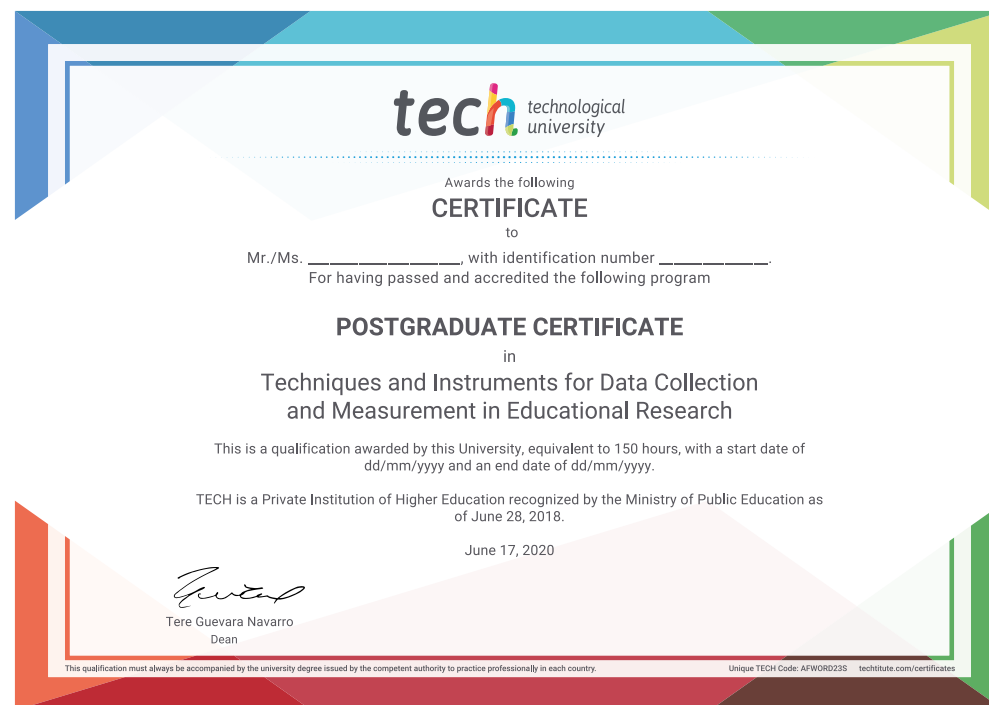 tech technological
university
Awards the following
CERTIFICATE
to
Mr./Ms. ____________________, with identification number ______________.
For having passed and accredited the following program
POSTGRADUATE CERTIFICATE
in
Techniques and Instruments for Data Collection
and Measurement in Educational Research
This is a qualification awarded by this University, equivalent to 150 hours, with a start date of
dd/mm/yyyy and an end date of dd/mm/yyyy.
TECH is a Private Institution of Higher Education recognized by the Ministry of Public Education as
of June 28, 2018.
June 17, 2020
Tere Guevara Navarro
Dean
This qualification must always be accompanied by the university degree issued by the competent authority to practice professionally in each country.
Unique TECH Code: AFWORD23S techtitute.com/certificates